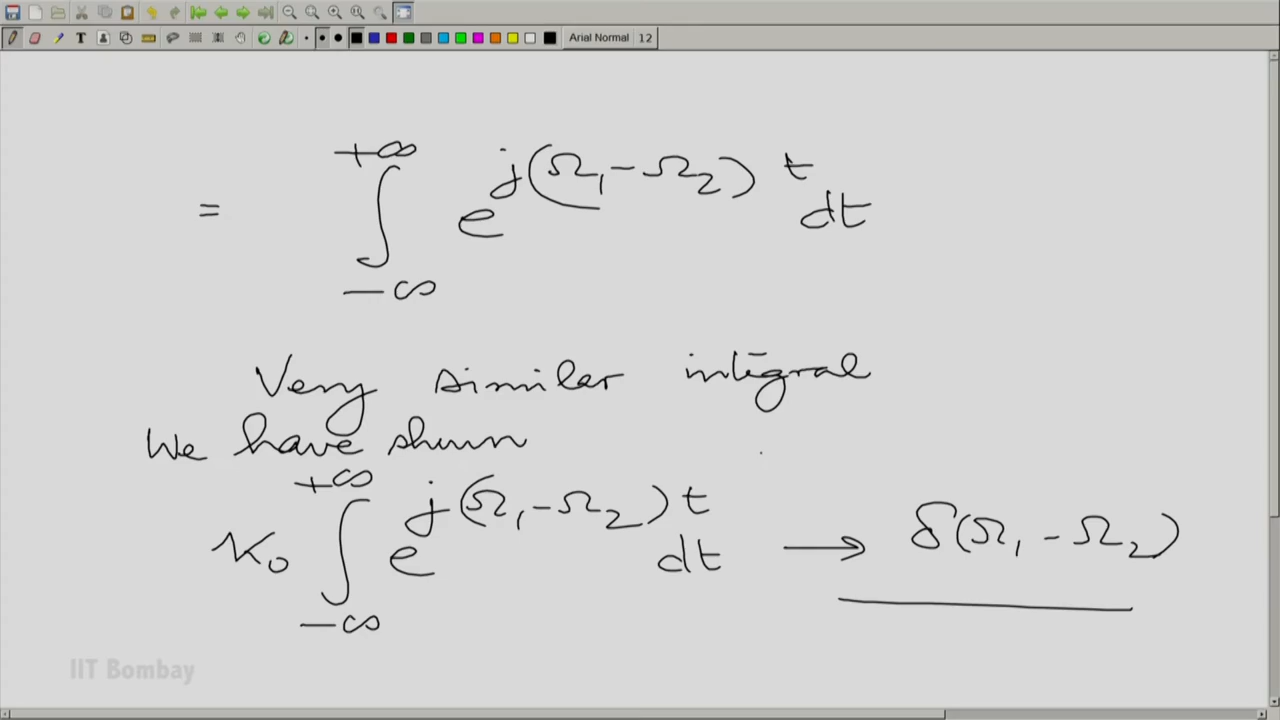 Arial Normal 12
= ∫_{-∞}^{+∞} e^{j(Ω₁-Ω₂)t} dt
Very similar integral
We have shown
K₀ ∫_{-∞}^{+∞} e^{j(Ω₁-Ω₂)t} dt → δ(Ω₁-Ω₂)
IIT Bombay